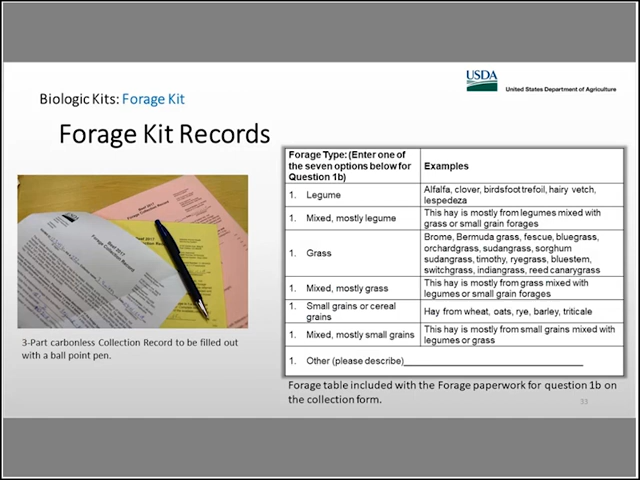 USDA
United States Department of Agriculture
Biologic Kits: Forage Kit
Forage Kit Records
Beef 2017
Forage Collection Record
3-Part carbonless Collection Record to be filled out
with a ball point pen.
Forage Type: (Enter one of
the seven options below for
Question 1b)
Examples
1. Legume
Alfalfa, clover, birdsfoot trefoil, hairy vetch,
lespedeza
1. Mixed, mostly legume
This hay is mostly from legumes mixed with
grass or small grain forages
1. Grass
Brome, Bermuda grass, fescue, bluegrass,
orchardgrass, sudangrass, sorghum
sudangrass, timothy, ryegrass, bluestem,
switchgrass, indiangrass, reed canarygrass
1. Mixed, mostly grass
This hay is mostly from grass mixed with
legumes or small grain forages
1. Small grains or cereal
grains
Hay from wheat, oats, rye, barley, triticale
1. Mixed, mostly small grains
This hay is mostly from small grains mixed with
legumes or grass
1. Other (please describe)
Forage table included with the Forage paperwork for question 1b on
the collection form.
33